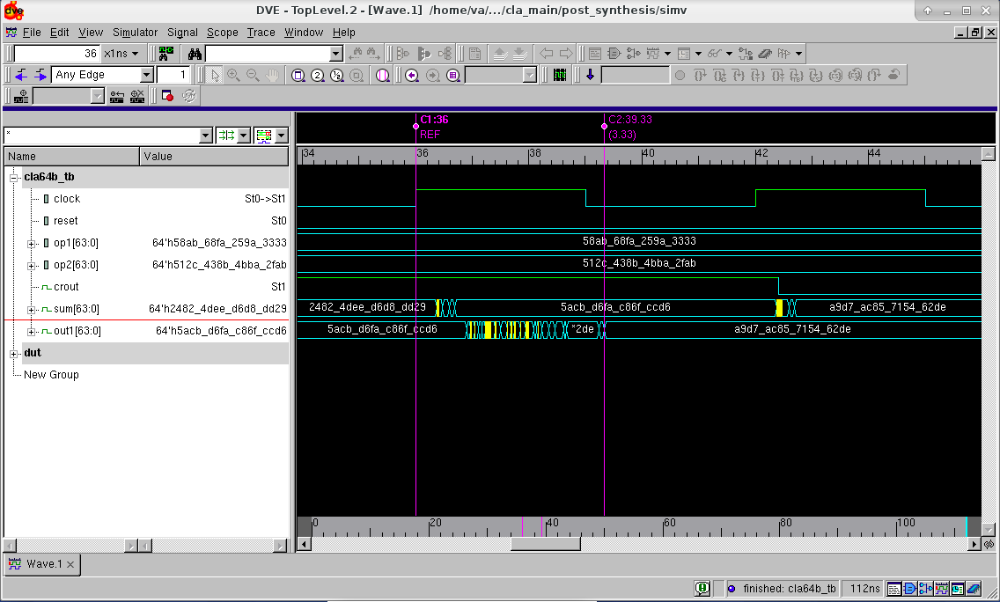 dve
DVE - TopLevel.2 - [Wave.1] /home/va/.../cla_main/post_synthesis/simv
File Edit View Simulator Signal Scope Trace Window Help
36 x1ns
Any Edge 1
C1:36 C2:39.33
REF (3.33)
*
Name Value
34 36 38 40 42 44
cla64b_tb
clock St0->St1
reset St0
op1[63:0] 64'h58ab_68fa_259a_3333 58ab_68fa_259a_3333
op2[63:0] 64'h512c_438b_4bba_2fab 512c_438b_4bba_2fab
crout St1
sum[63:0] 64'h2482_4dee_d6d8_dd29 2482_4dee_d6d8_dd29 5acb_d6fa_c86f_ccd6 a9d7_ac85_7154_62de
out1[63:0] 64'h5acb_d6fa_c86f_ccd6 5acb_d6fa_c86f_ccd6 *2de a9d7_ac85_7154_62de
dut
New Group
0 20 40 60 80 100
Wave.1
finished: cla64b_tb 112ns